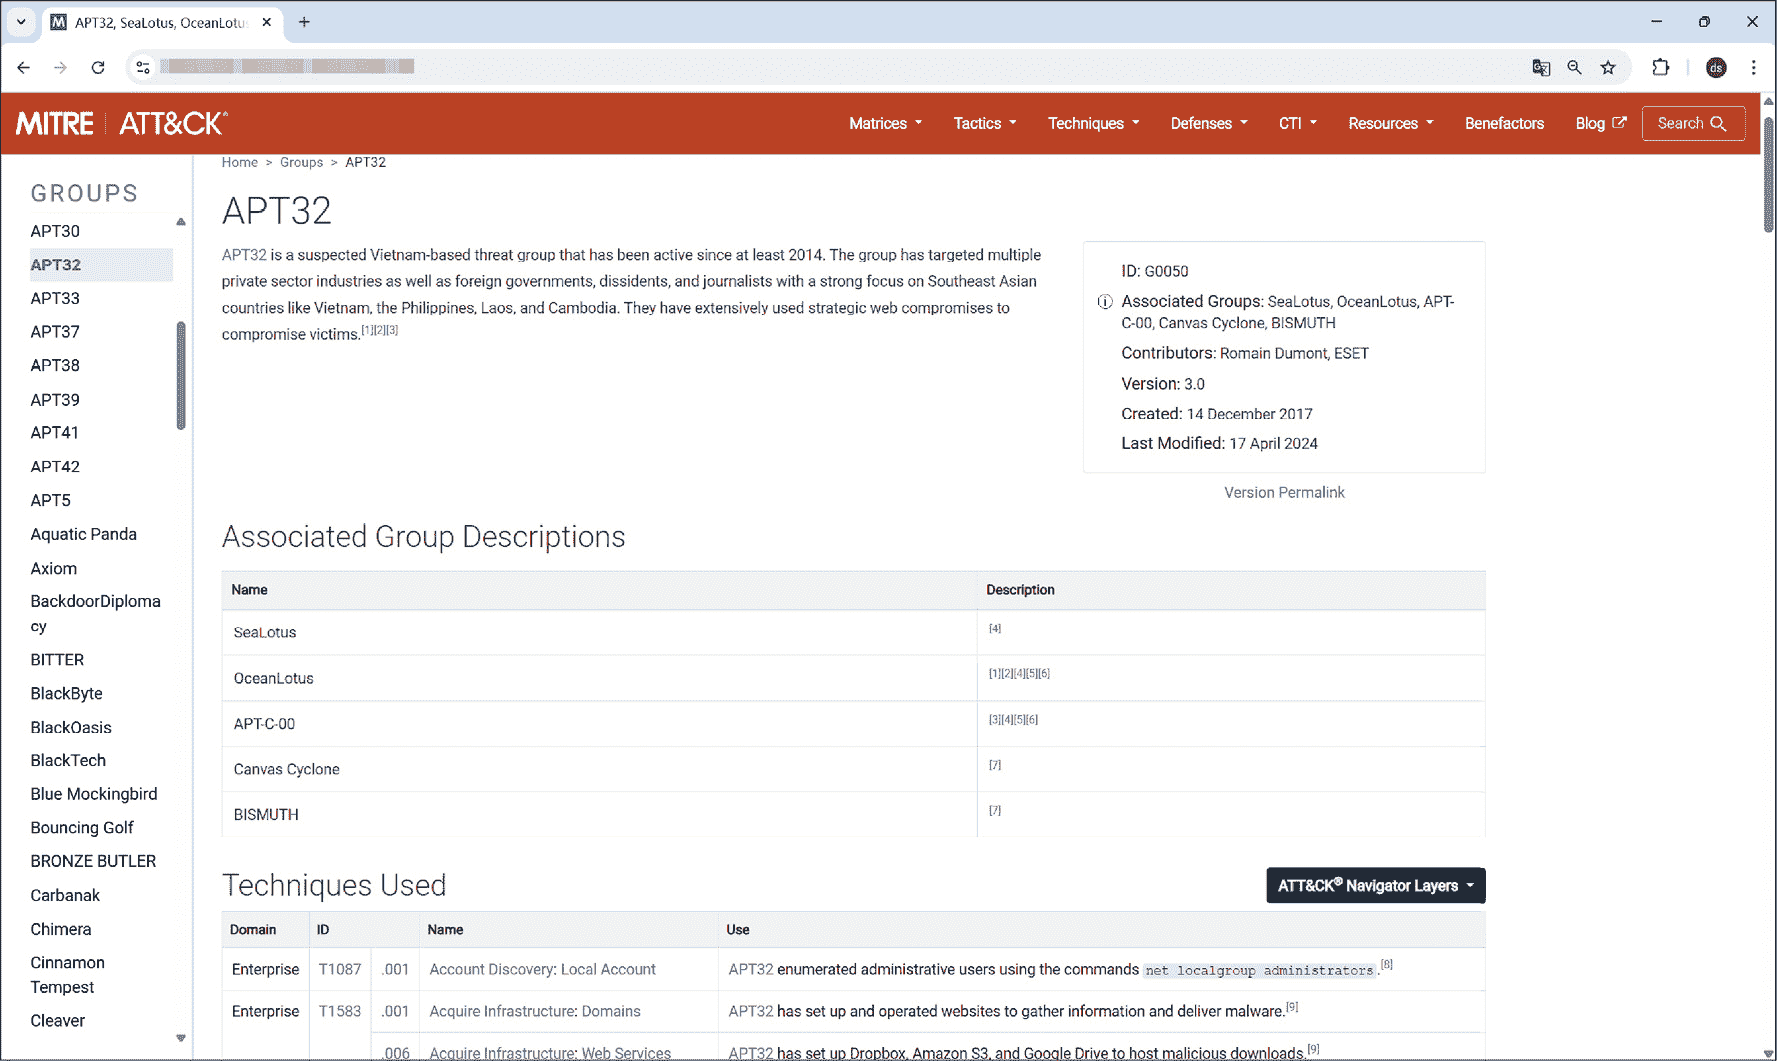 APT32, SeaLotus, OceanLotus
ds
MITRE ATT&CK®
Matrices Tactics Techniques Defenses CTI Resources Benefactors Blog Search
Home > Groups > APT32
GROUPS
APT30
APT32
APT33
APT37
APT38
APT39
APT41
APT42
APT5
Aquatic Panda
Axiom
BackdoorDiploma
cy
BITTER
BlackByte
BlackOasis
BlackTech
Blue Mockingbird
Bouncing Golf
BRONZE BUTLER
Carbanak
Chimera
Cinnamon
Tempest
Cleaver
APT32
APT32 is a suspected Vietnam-based threat group that has been active since at least 2014. The group has targeted multiple
private sector industries as well as foreign governments, dissidents, and journalists with a strong focus on Southeast Asian
countries like Vietnam, the Philippines, Laos, and Cambodia. They have extensively used strategic web compromises to
compromise victims.[1][2][3]
ID: G0050
Associated Groups: SeaLotus, OceanLotus, APT-
C-00, Canvas Cyclone, BISMUTH
Contributors: Romain Dumont, ESET
Version: 3.0
Created: 14 December 2017
Last Modified: 17 April 2024
Version Permalink
Associated Group Descriptions
Name Description
SeaLotus [4]
OceanLotus [1][2][4][5][6]
APT-C-00 [3][4][5][6]
Canvas Cyclone [7]
BISMUTH [7]
Techniques Used
ATT&CK® Navigator Layers
Domain ID Name Use
Enterprise T1087 .001 Account Discovery: Local Account APT32 enumerated administrative users using the commands net localgroup administrators.[8]
Enterprise T1583 .001 Acquire Infrastructure: Domains APT32 has set up and operated websites to gather information and deliver malware.[9]
.006 Acquire Infrastructure: Web Services APT32 has set up Dropbox, Amazon S3, and Google Drive to host malicious downloads.[9]